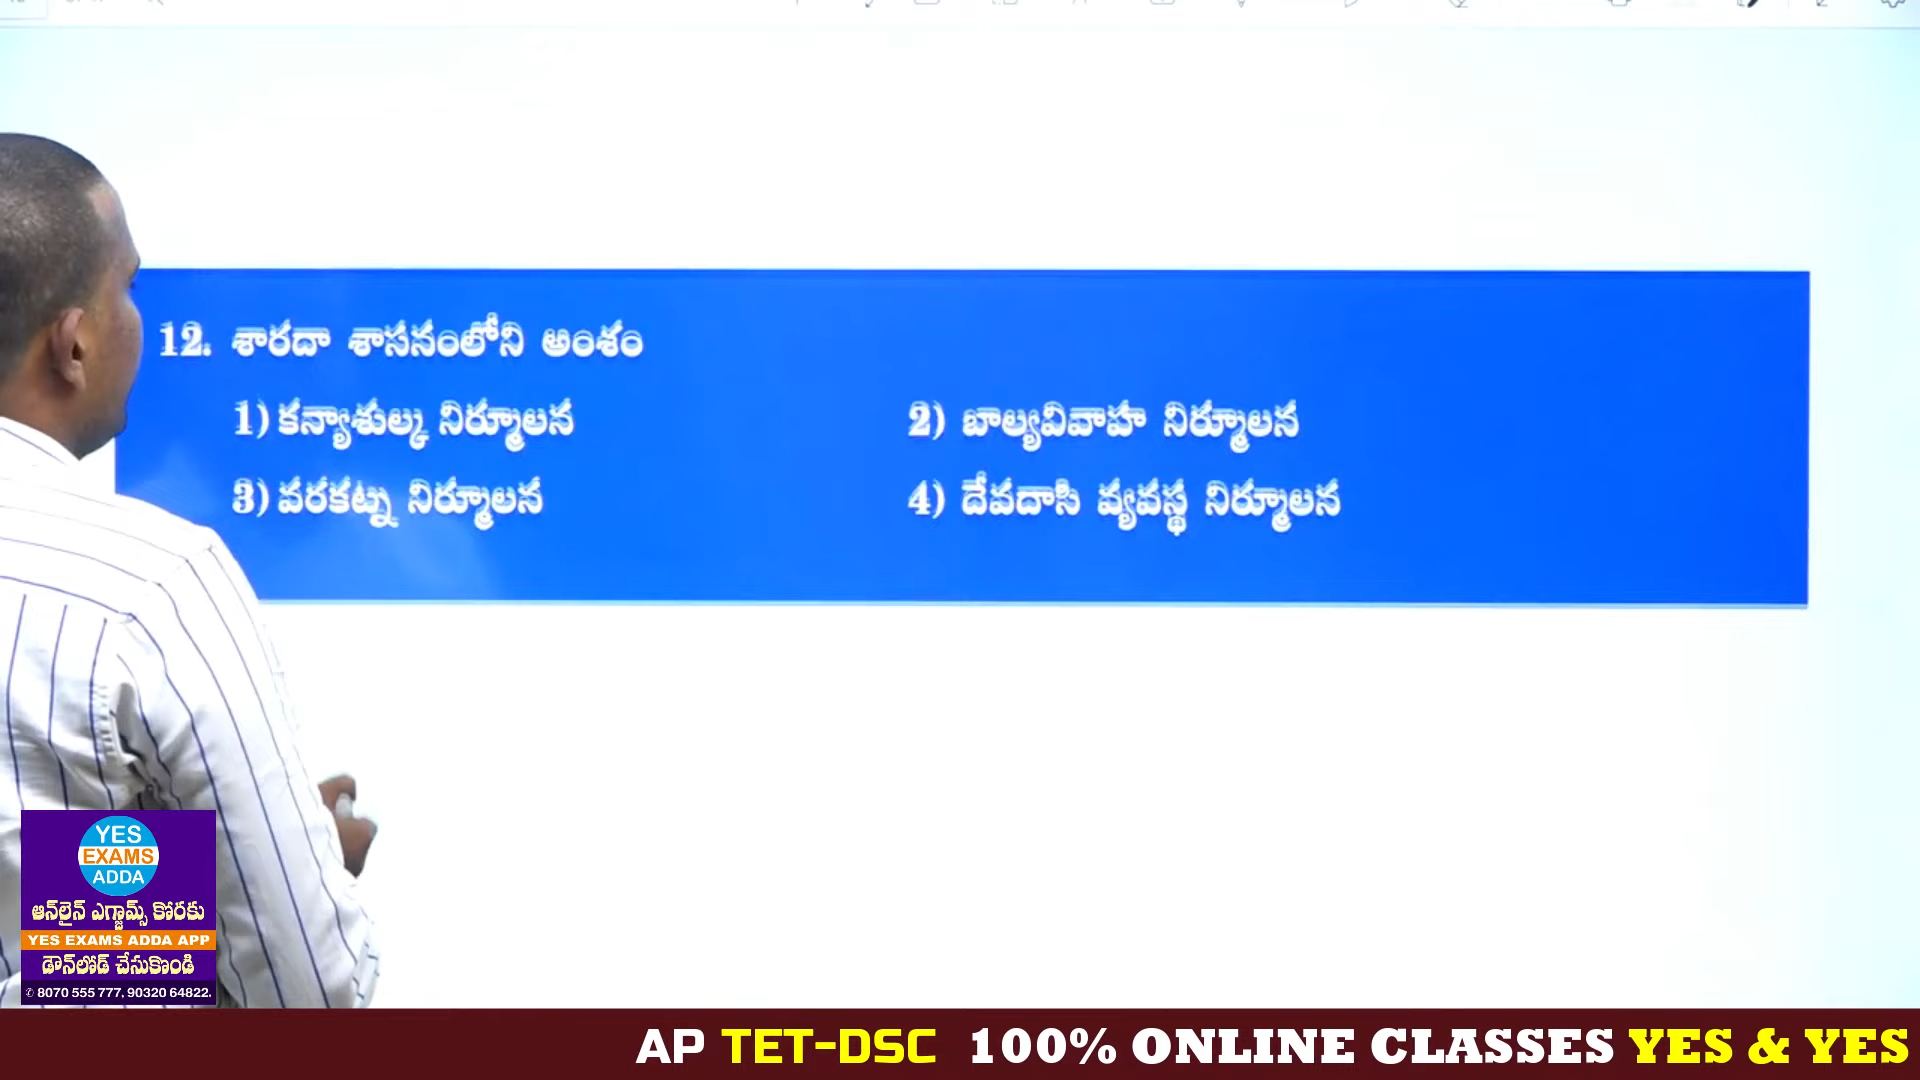 12. శారదా శాసనంలోని అంశం
1) కన్యాశుల్క నిర్మూలన
2) బాల్యవివాహ నిర్మూలన
3) వరకట్న నిర్మూలన
4) దేవదాసి వ్యవస్థ నిర్మూలన
YES
EXAMS
ADDA
ఆన్‌లైన్ ఎగ్జామ్స్ కోరకు
YES EXAMS ADDA APP
డౌన్‌లోడ్ చేసుకొండి
✆ 8070 555 777, 90320 64822.
AP TET-DSC 100% ONLINE CLASSES YES & YES